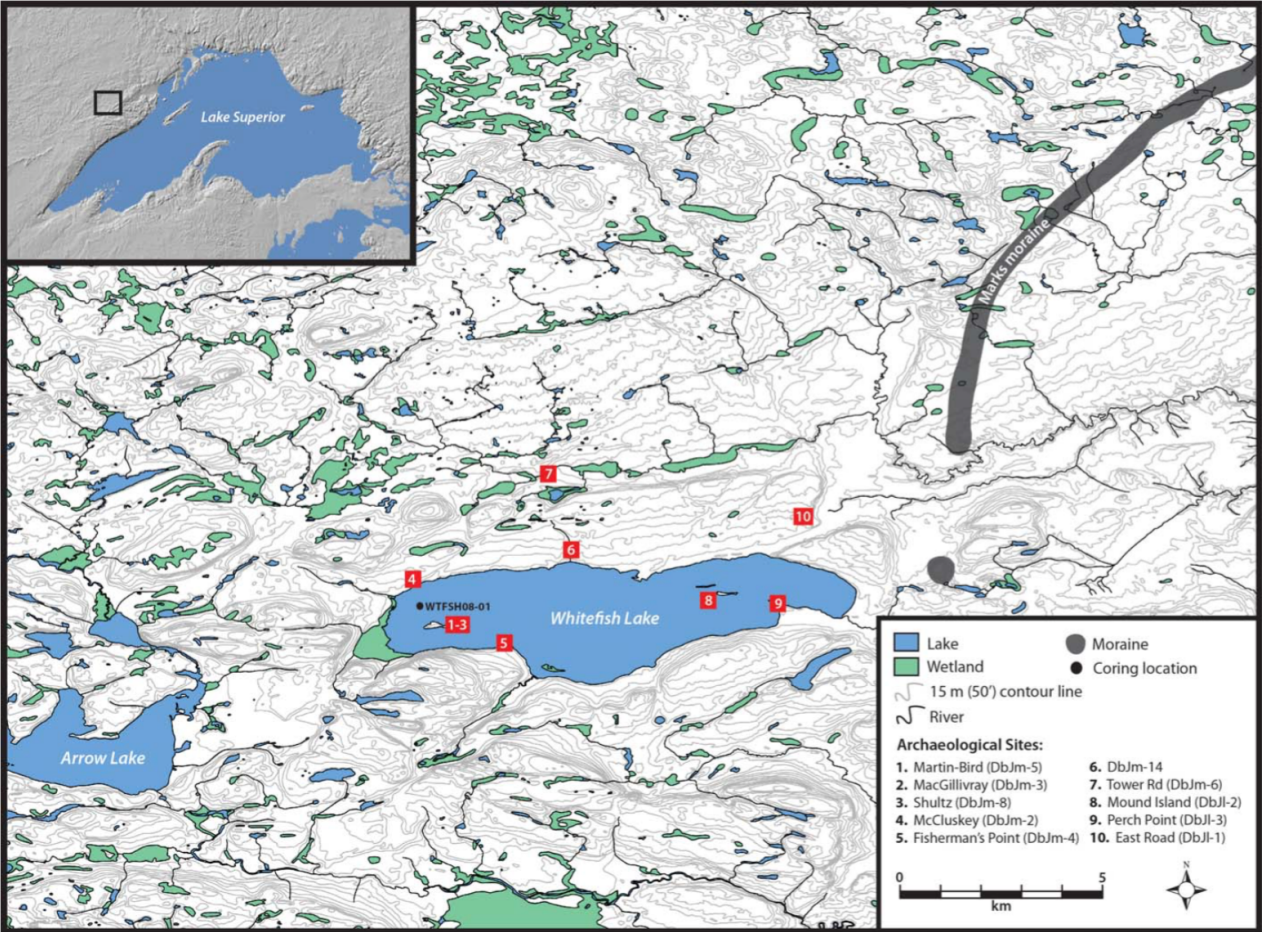 Lake Superior
Marks moraine
7
10
6
4
WTFSH08-01
1-3
8
9
5
Whitefish Lake
Arrow Lake
Lake
Wetland
15 m (50') contour line
River
Moraine
Coring location
Archaeological Sites:
1. Martin-Bird (DbJm-5)
2. MacGillivray (DbJm-3)
3. Shultz (DbJm-8)
4. McCluskey (DbJm-2)
5. Fisherman's Point (DbJm-4)
6. DbJm-14
7. Tower Rd (DbJm-6)
8. Mound Island (DbJl-2)
9. Perch Point (DbJl-3)
10. East Road (DbJl-1)
0 5
km
N